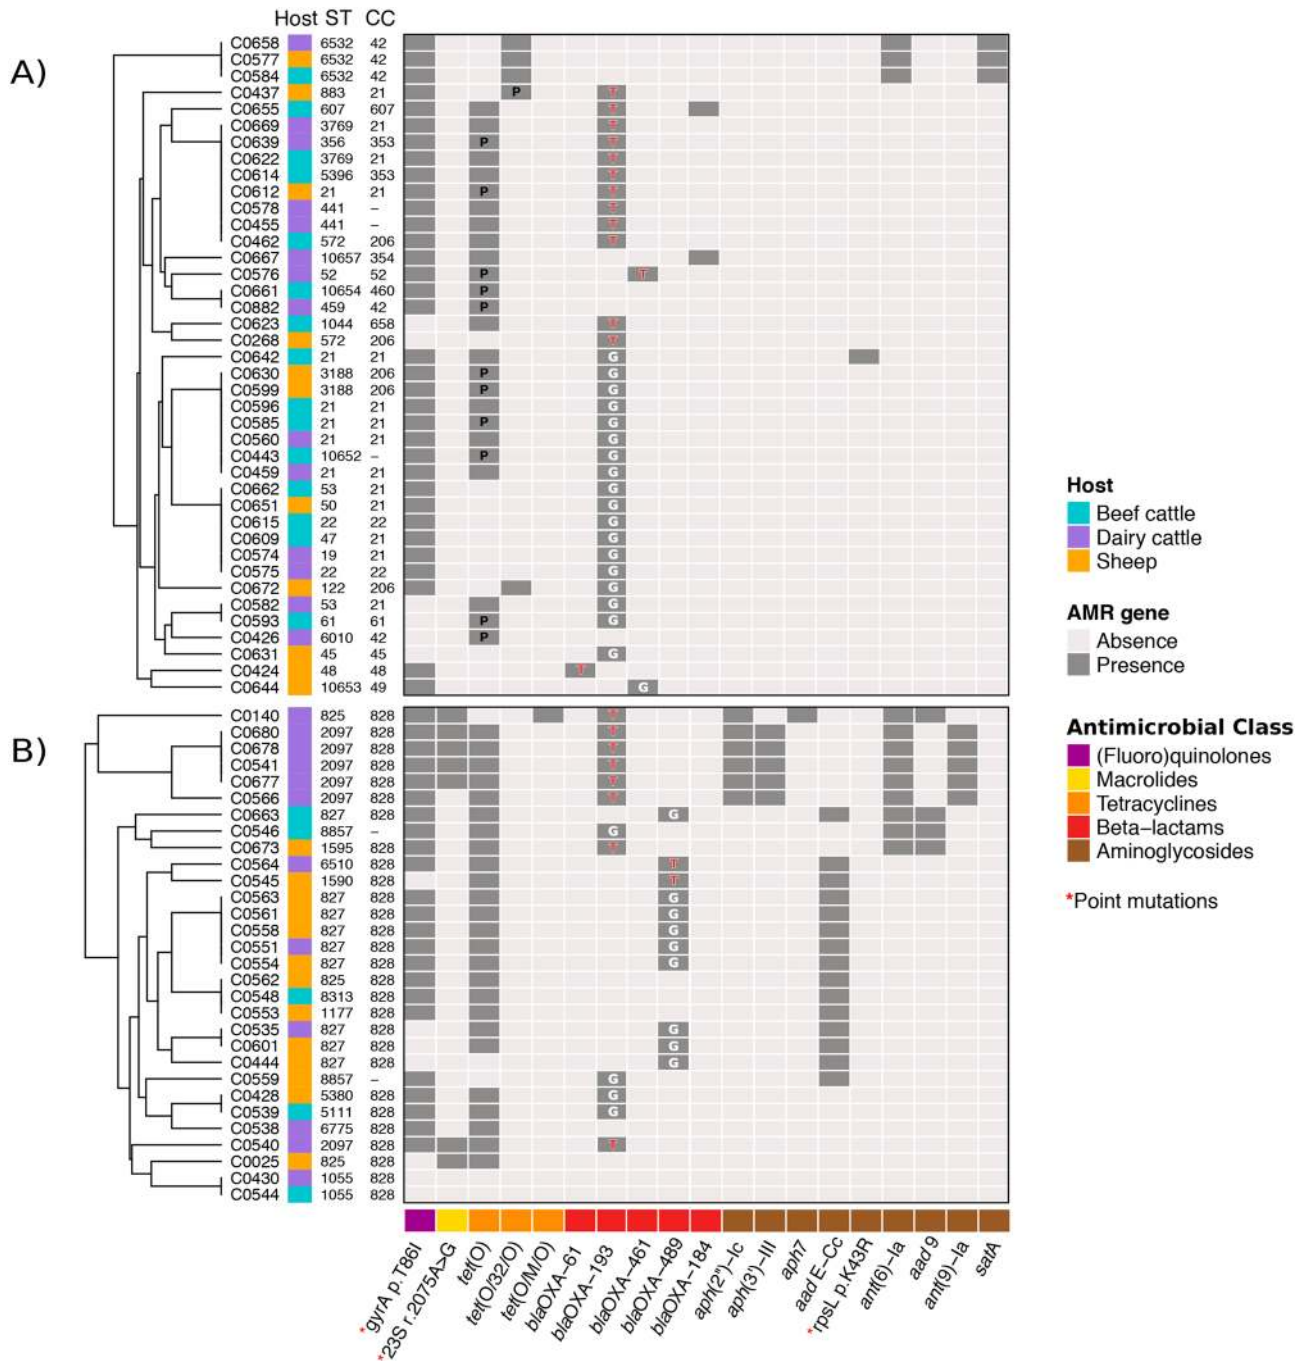 Host ST CC
A)
C0658 6532 42
C0577 6532 42
C0584 6532 42
C0437 883 21 P T
C0655 607 607 T
C0669 3769 21 T
C0639 356 353 P T
C0622 3769 21 T
C0614 5396 353 T
C0612 21 21 P T
C0578 441 – T
C0455 441 – T
C0462 572 206 T
C0667 10657 354
C0576 52 52 P T
C0661 10654 460 P
C0882 459 42 P
C0623 1044 658 T
C0268 572 206 T
C0642 21 21 G
C0630 3188 206 P G
C0599 3188 206 P G
C0596 21 21 G
C0585 21 21 P G
C0560 21 21 G
C0443 10652 – P G
C0459 21 21 G
C0662 53 21 G
C0651 50 21 G
C0615 22 22 G
C0609 47 21 G
C0574 19 21 G
C0575 22 22 G
C0672 122 206 G
C0582 53 21 G
C0593 61 61 P G
C0426 6010 42 P
C0631 45 45 G
C0424 48 48 T
C0644 10653 49 G
B)
C0140 825 828 T
C0680 2097 828 T
C0678 2097 828 T
C0541 2097 828 T
C0677 2097 828 T
C0566 2097 828 T
C0663 827 828 G
C0546 8857 – G
C0673 1595 828 T
C0564 6510 828 T
C0545 1590 828 T
C0563 827 828 G
C0561 827 828 G
C0558 827 828 G
C0551 827 828 G
C0554 827 828 G
C0562 825 828
C0548 8313 828
C0553 1177 828
C0535 827 828 G
C0601 827 828 G
C0444 827 828 G
C0559 8857 – G
C0428 5380 828 G
C0539 5111 828 G
C0538 6775 828
C0540 2097 828 T
C0025 825 828
C0430 1055 828
C0544 1055 828
*gyrA p.T86I
*23S r.2075A>G
tet(O)
tet(O/32/O)
tet(O/M/O)
blaOXA–61
blaOXA–193
blaOXA–461
blaOXA–489
blaOXA–184
aph(2'')–Ic
aph(3')–III
aph7
aad E–Cc
*rpsL p.K43R
ant(6)–Ia
aad 9
ant(9)–Ia
satA
Host
Beef cattle
Dairy cattle
Sheep
AMR gene
Absence
Presence
Antimicrobial Class
(Fluoro)quinolones
Macrolides
Tetracyclines
Beta–lactams
Aminoglycosides
*Point mutations